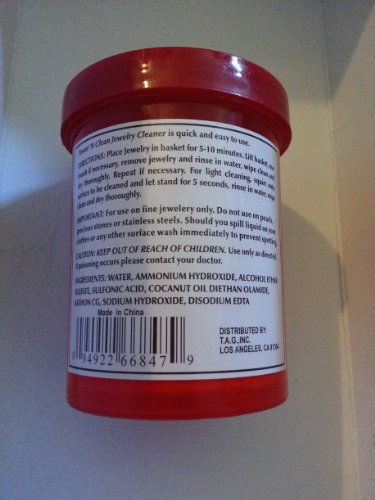 'N Clean Jewelry Cleaner is quick and easy to use.
DIRECTIONS: Place Jewelry in basket for 5-10 minutes. Lift basket,
brush if necessary, remove jewelry and rinse in water, wipe clean and
dry thoroughly. Repeat if necessary. For light cleaning, squirt onto
surface to be cleaned and let stand for 5 seconds, rinse in water, wipe
clean and dry thoroughly.
IMPORTANT: For use on fine jewelery only. Do not use on pearls,
precious stones or stainless steels. Should you spill liquid on your
clothes or any other surface wash immediately to prevent spotting.
CAUTION: KEEP OUT OF REACH OF CHILDREN. Use only as directed.
If poisoning occurs please contact your doctor.
INGREDIENTS: WATER, AMMONIUM HYDROXIDE, ALCOHOL ETHER
SULFATE, SULFONIC ACID, COCONUT OIL DIETHAN OLAMIDE,
KATHON CG, SODIUM HYDROXIDE, DISODIUM EDTA
Made in China
0 94922 66847 9
DISTRIBUTED BY:
T.A.G.,INC.
LOS ANGELES, CA